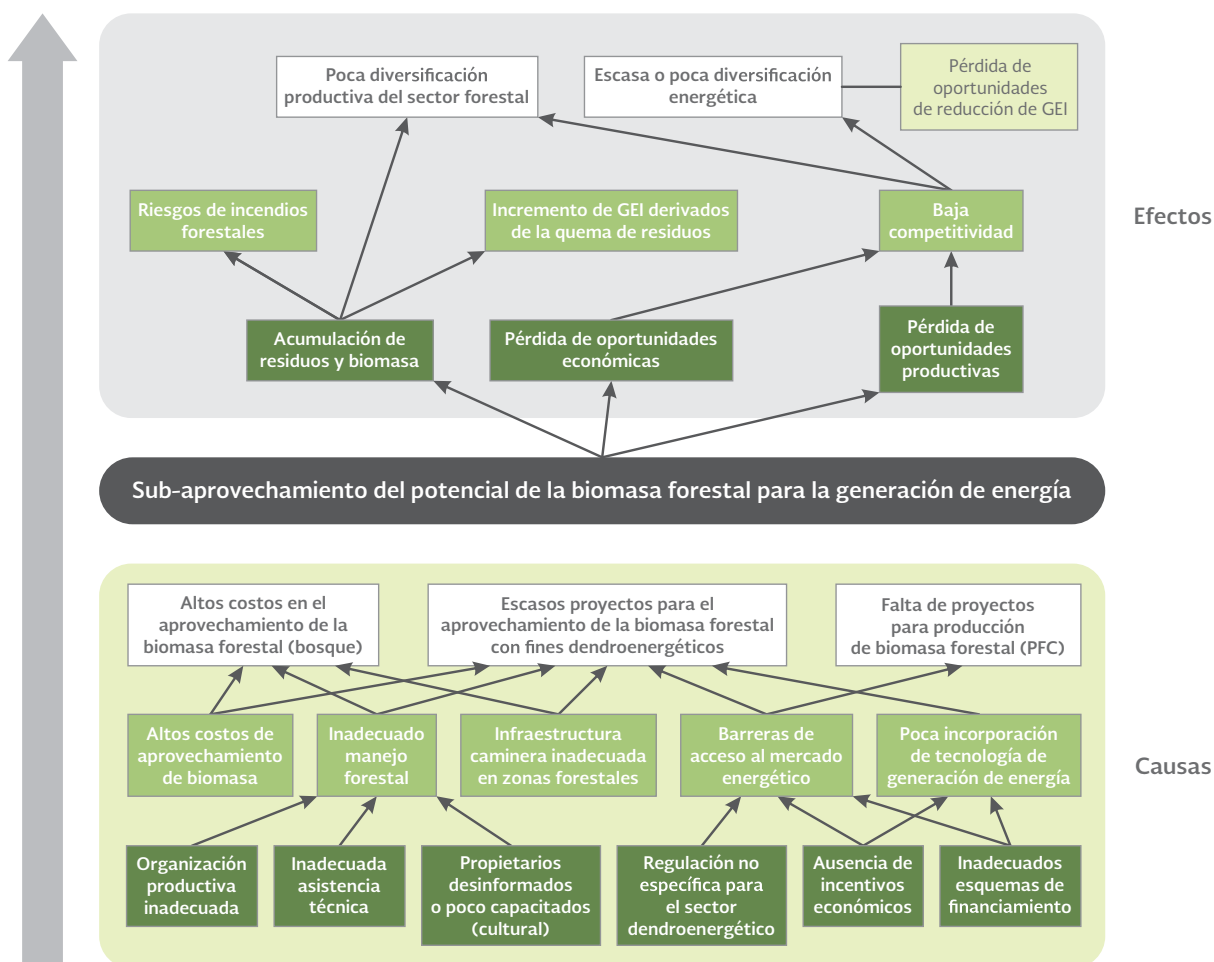 Poca diversificación
productiva del sector forestal
Escasa o poca diversificación
energética
Pérdida de
oportunidades
de reducción de GEI
Riesgos de incendios
forestales
Incremento de GEI derivados
de la quema de residuos
Baja
competitividad
Efectos
Acumulación de
residuos y biomasa
Pérdida de oportunidades
económicas
Pérdida de
oportunidades
productivas
Sub-aprovechamiento del potencial de la biomasa forestal para la generación de energía
Altos costos en el
aprovechamiento de la
biomasa forestal (bosque)
Escasos proyectos para el
aprovechamiento de la biomasa forestal
con fines dendroenergéticos
Falta de proyectos
para producción
de biomasa forestal (PFC)
Altos costos de
aprovechamiento
de biomasa
Inadecuado
manejo
forestal
Infraestructura
caminera inadecuada
en zonas forestales
Barreras de
acceso al mercado
energético
Poca incorporación
de tecnología de
generación de energía
Causas
Organización
productiva
inadecuada
Inadecuada
asistencia
técnica
Propietarios
desinformados
o poco capacitados
(cultural)
Regulación no
específica para
el sector
dendroenergético
Ausencia de
incentivos
económicos
Inadecuados
esquemas de
financiamiento